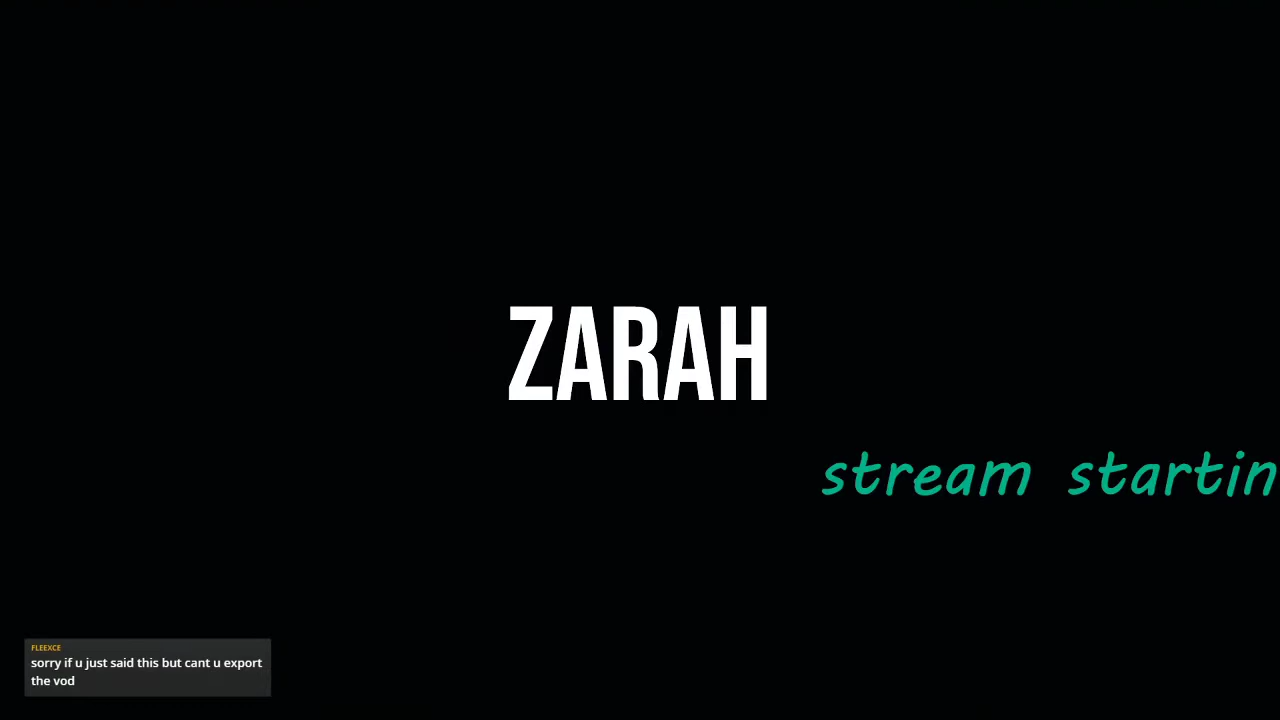 ZARAH
stream startin
FLEEXCE
sorry if u just said this but cant u export
the vod